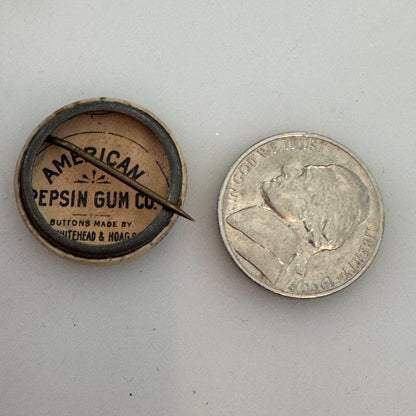 AMERICAN
PEPSIN GUM CO.
BUTTONS MADE BY
WHITEHEAD & HOAG
IN GOD WE TRUST
LIBERTY